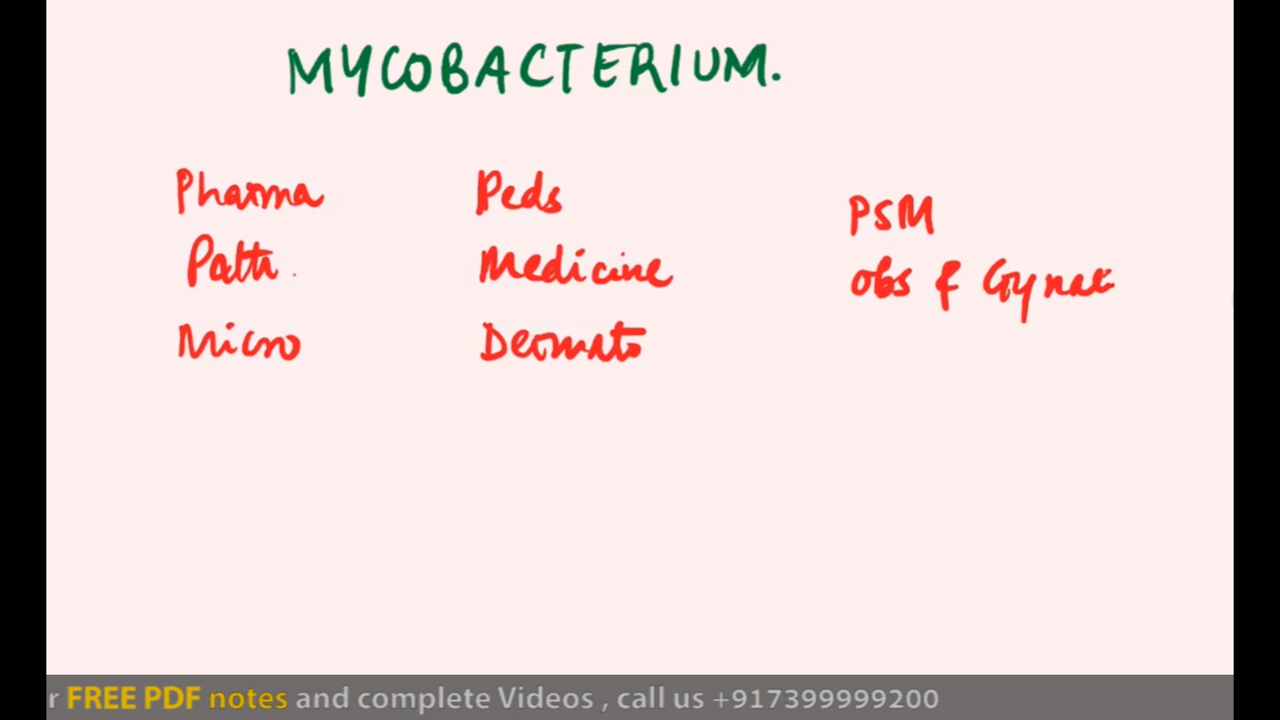 MYCOBACTERIUM.
Pharma
Path
Micro
Peds
Medicine
Dermato
PSM
Obs & Gynae
r FREE PDF notes and complete Videos , call us +917399999200